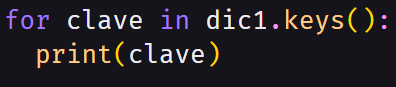 for clave in dic1.keys():
  print(clave)